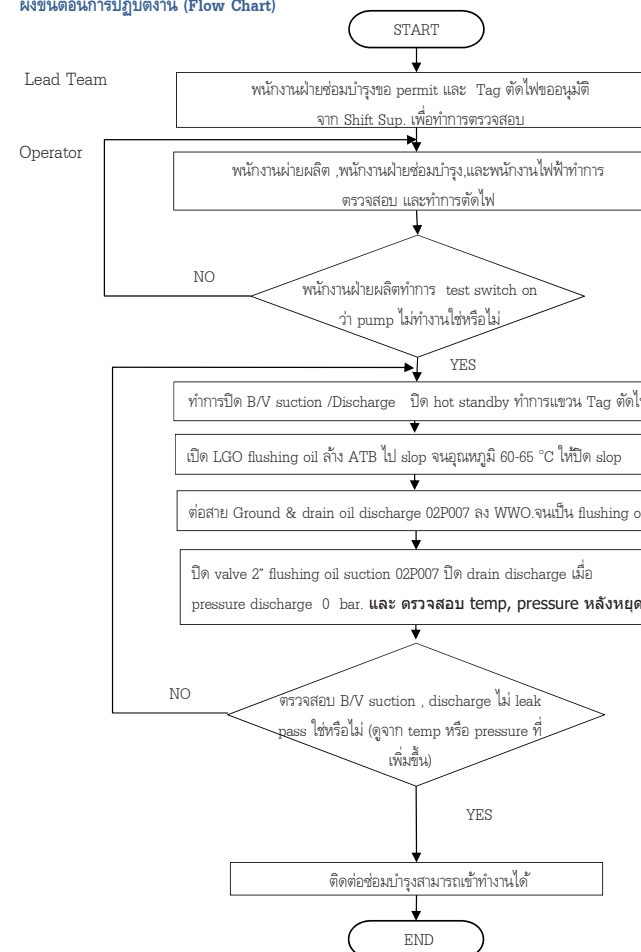 ผังขั้นตอนการปฏิบัติงาน (Flow Chart)
START
Lead Team
พนักงานฝ่ายซ่อมบำรุงขอ permit และ Tag ตัดไฟขออนุมัติ
จาก Shift Sup. เพื่อทำการตรวจสอบ
Operator
พนักงานผ่ายผลิต ,พนักงานฝ่ายซ่อมบำรุง,และพนักงานไฟฟ้าทำการ
ตรวจสอบ และทำการตัดไฟ
NO
พนักงานฝ่ายผลิตทำการ test switch on
ว่า pump ไม่ทำงานใช่หรือไม่
YES
ทำการปิด B/V suction /Discharge ปิด hot standby ทำการแขวน Tag
เปิด LGO flushing oil ล้าง ATB ไป slop จนอุณหภูมิ 60-65 °C ให้ปิด slop
ต่อสาย Ground & drain oil discharge 02P007 ลง WWO.จนเป็น flushing
ปิด valve 2" flushing oil suction 02P007 ปิด drain discharge เมื่อ
pressure discharge 0 bar. และ ตรวจสอบ temp, pressure หลังหยุด
NO
ตรวจสอบ B/V suction , discharge ไม่ leak
pass ใช่หรือไม่ (ดูจาก temp หรือ pressure ที่
เพิ่มขึ้น)
YES
ติดต่อซ่อมบำรุงสามารถเข้าทำงานได้
END